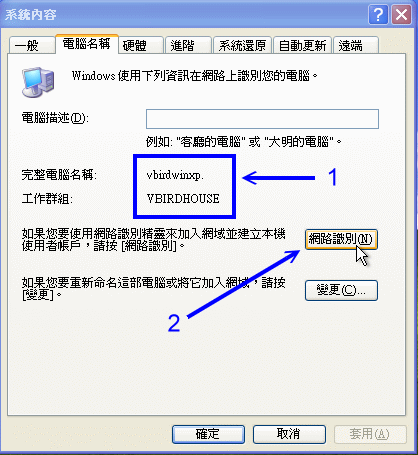 系統內容
一般 電腦名稱 硬體 進階 系統還原 自動更新 遠端
Windows 使用下列資訊在網路上識別您的電腦。
電腦描述(D):
例如: "客廳的電腦" 或 "大明的電腦"。
完整電腦名稱: vbirdwinxp.
1
工作群組: VBIRDHOUSE
如果您要使用網路識別精靈來加入網域並建立本機
使用者帳戶，請按 [網路識別]。
網路識別(N)
如果您要重新命名這部電腦或將它加入網域，請按
[變更]。
變更(C)...
2
確定 取消 套用(A)